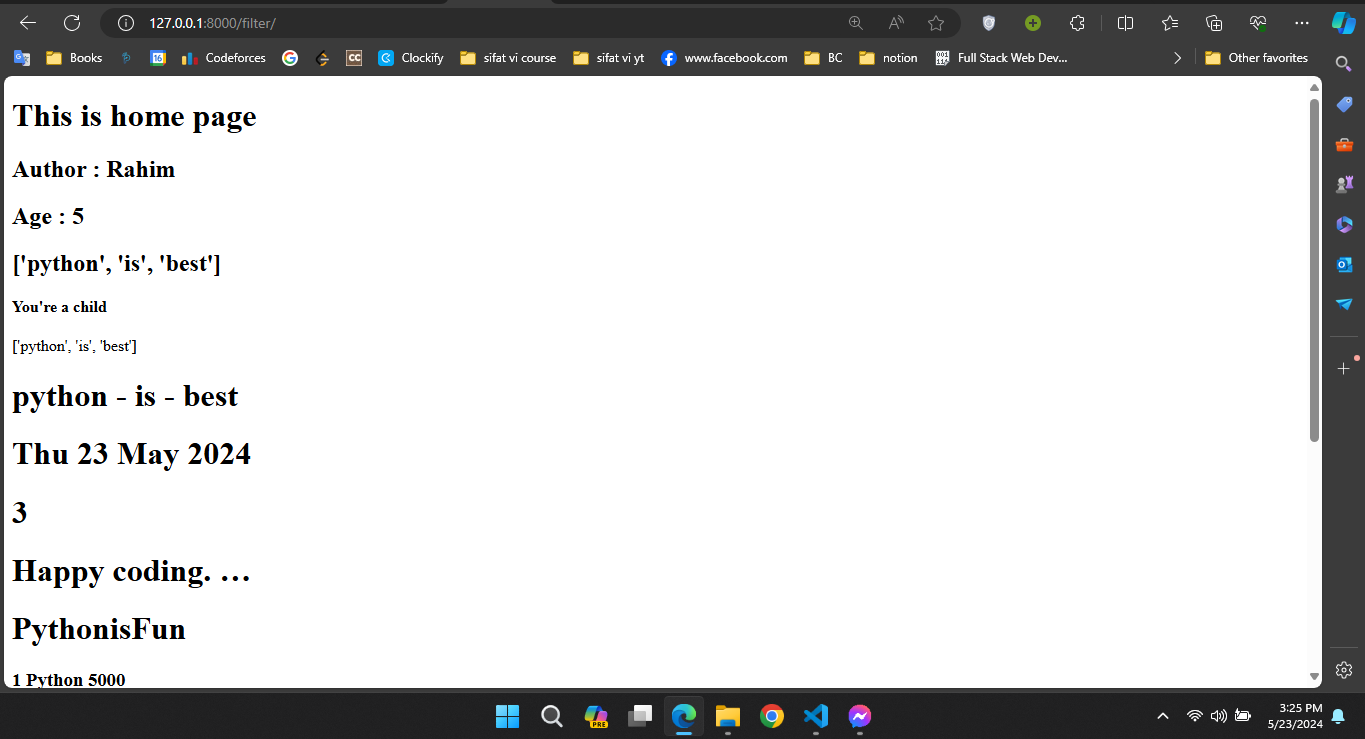 127.0.0.1:8000/filter/
Books
16
Codeforces
CC
Clockify
sifat vi course
sifat vi yt
www.facebook.com
BC
notion
Full Stack Web Dev...
Other favorites
This is home page
Author : Rahim
Age : 5
['python', 'is', 'best']
You're a child
['python', 'is', 'best']
python - is - best
Thu 23 May 2024
3
Happy coding. …
PythonisFun
1 Python 5000
PRE
3:25 PM
5/23/2024